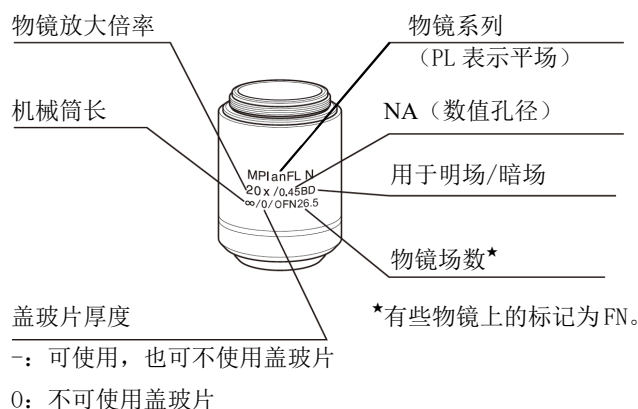 物镜放大倍率
物镜系列
（PL 表示平场）
机械筒长
NA（数值孔径）
MPlanFL N
20x/0.45BD
∞/0/OFN26.5
用于明场/暗场
物镜场数★
盖玻片厚度
★有些物镜上的标记为FN。
-：可使用，也可不使用盖玻片
0：不可使用盖玻片